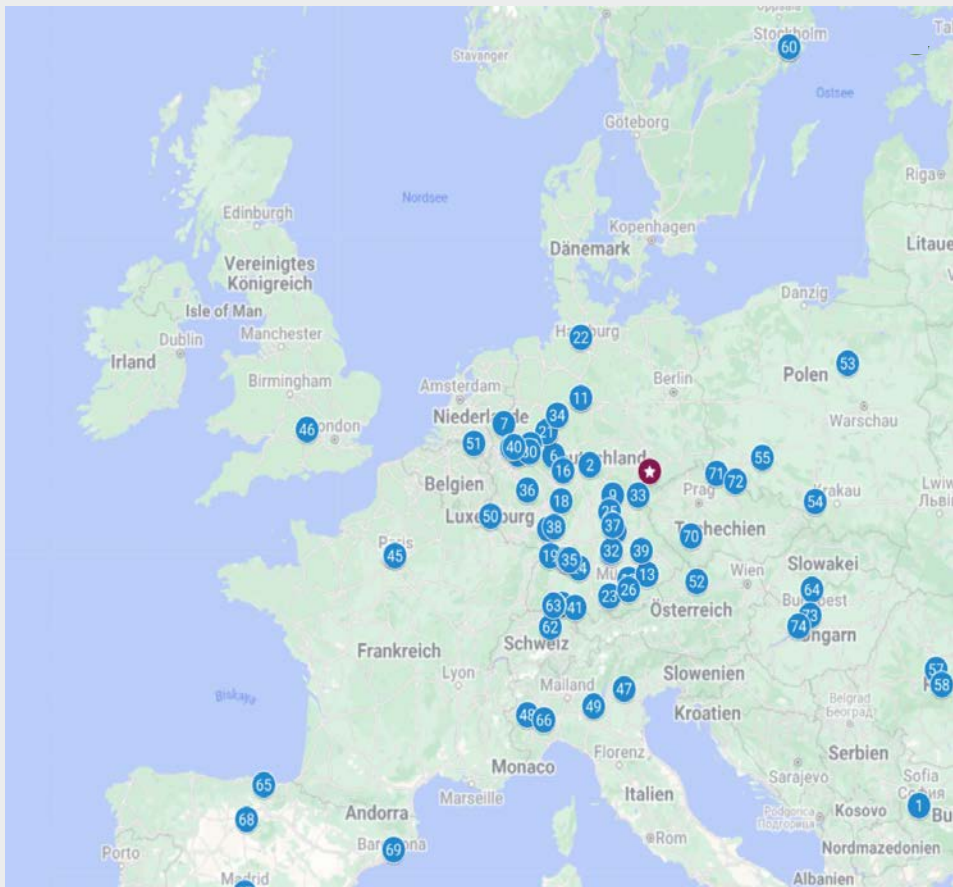 Uppsala
Stockholm
60
Stavanger
Ostsee
Göteborg
Riga
Nordsee
Edinburgh
Kopenhagen
Dänemark
Vereinigtes
Königreich
Danzig
Isle of Man
Dublin
Manchester
22
Irland
53
Polen
Birmingham
Amsterdam
Berlin
11
Warschau
Niederlande
34
7
46
London
21
51
40
30
6
55
16
2
Deutschland
71
72
Belgien
36
9
33
Prag
Krakau
54
18
50
Luxemburg
25
38
37
Tschechien
70
Paris
45
19
35
32
39
Slowakei
13
52
Wien
26
64
23
Budapest
63
41
Österreich
73
74
Ungarn
62
Schweiz
Frankreich
57
58
Slowenien
Lyon
Mailand
47
Biskaya
49
Kroatien
48
66
Belgrad
Београд
Florenz
Serbien
Monaco
65
Sarajevo
Sofia
София
Marseille
Andorra
Italien
1
68
Podgorica
Подгорица
Kosovo
Rom
Barcelona
69
Nordmazedonien
Porto
Madrid
Albanien